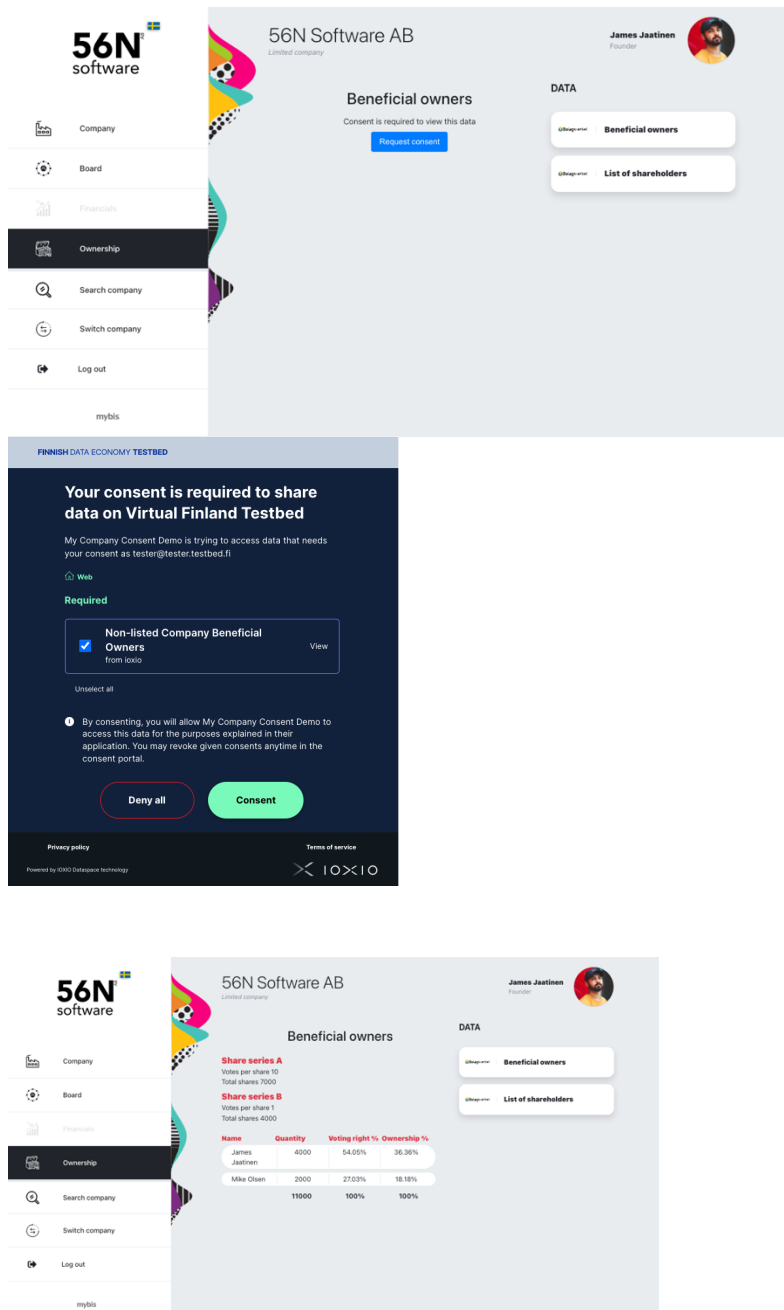 56N
software
56N Software AB
Limited company
James Jaatinen
Founder
Beneficial owners
Consent is required to view this data
Request consent
DATA
Beneficial owners
List of shareholders
Company
Board
Financials
Ownership
Search company
Switch company
Log out
mybis
FINNISH DATA ECONOMY TESTBED
Your consent is required to share
data on Virtual Finland Testbed
My Company Consent Demo is trying to access data that needs
your consent as tester@tester.testbed.fi
Web
Required
Non-listed Company Beneficial
Owners
from ioxio
View
Unselect all
By consenting, you will allow My Company Consent Demo to
access this data for the purposes explained in their
application. You may revoke given consents anytime in the
consent portal.
Deny all
Consent
Privacy policy
Terms of service
Powered by IOXIO Dataspace technology
IOXIO
56N
software
56N Software AB
Limited company
James Jaatinen
Founder
Beneficial owners
Share series A
Votes per share 10
Total shares 7000
Share series B
Votes per share 1
Total shares 4000
Name Quantity Voting right % Ownership %
James Jaatinen 4000 54.05% 36.36%
Mike Olsen 2000 27.03% 18.18%
11000 100% 100%
DATA
Beneficial owners
List of shareholders
Company
Board
Financials
Ownership
Search company
Switch company
Log out
mybis